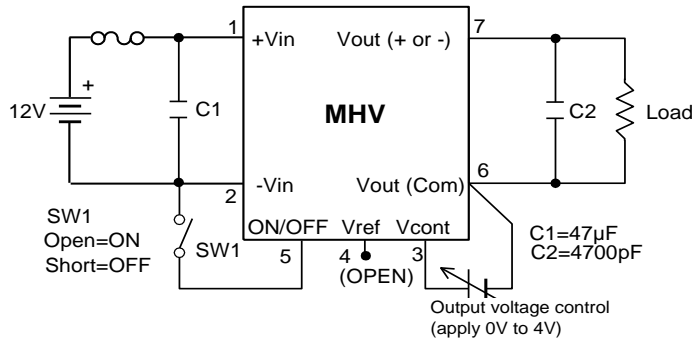 1
+Vin
Vout (+ or -)
7
12V
+
C1
MHV
C2
Load
2
-Vin
Vout (Com)
6
SW1
Open=ON
Short=OFF
SW1
ON/OFF
Vref
Vcont
5
4
3
(OPEN)
C1=47µF
C2=4700pF
Output voltage control
(apply 0V to 4V)